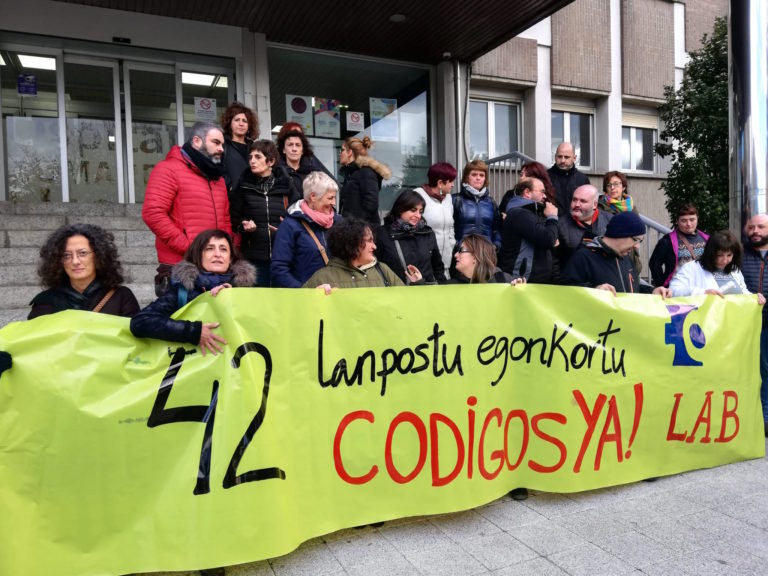 42 Lanpostu egonkortu
CODiGOS YA! LAB